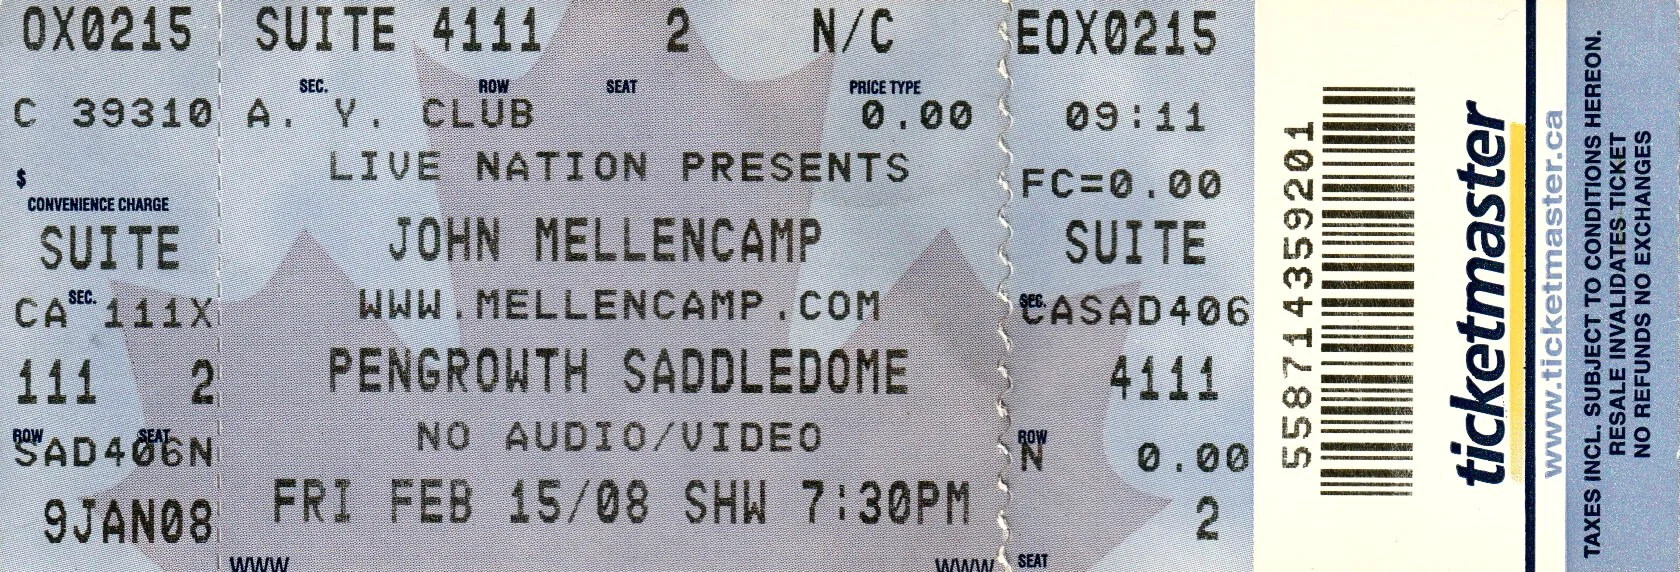 OX0215 SUITE 4111 2 N/C EOX0215
SEC. ROW SEAT PRICE TYPE
C 39310 A. Y. CLUB 0.00 09:11
LIVE NATION PRESENTS
$ FC=0.00
CONVENIENCE CHARGE
SUITE JOHN MELLENCAMP SUITE
SEC. SEC.
CA 111X WWW.MELLENCAMP.COM CASAD406
111 2 PENGROWTH SADDLEDOME 4111
ROW SEAT ROW
SAD406N NO AUDIO/VIDEO N 0.00
9JAN08 FRI FEB 15/08 SHW 7:30PM 2
WWW WWW SEAT
558714359201
ticketmaster
www.ticketmaster.ca
TAXES INCL. SUBJECT TO CONDITIONS HEREON.
RESALE INVALIDATES TICKET
NO REFUNDS NO EXCHANGES